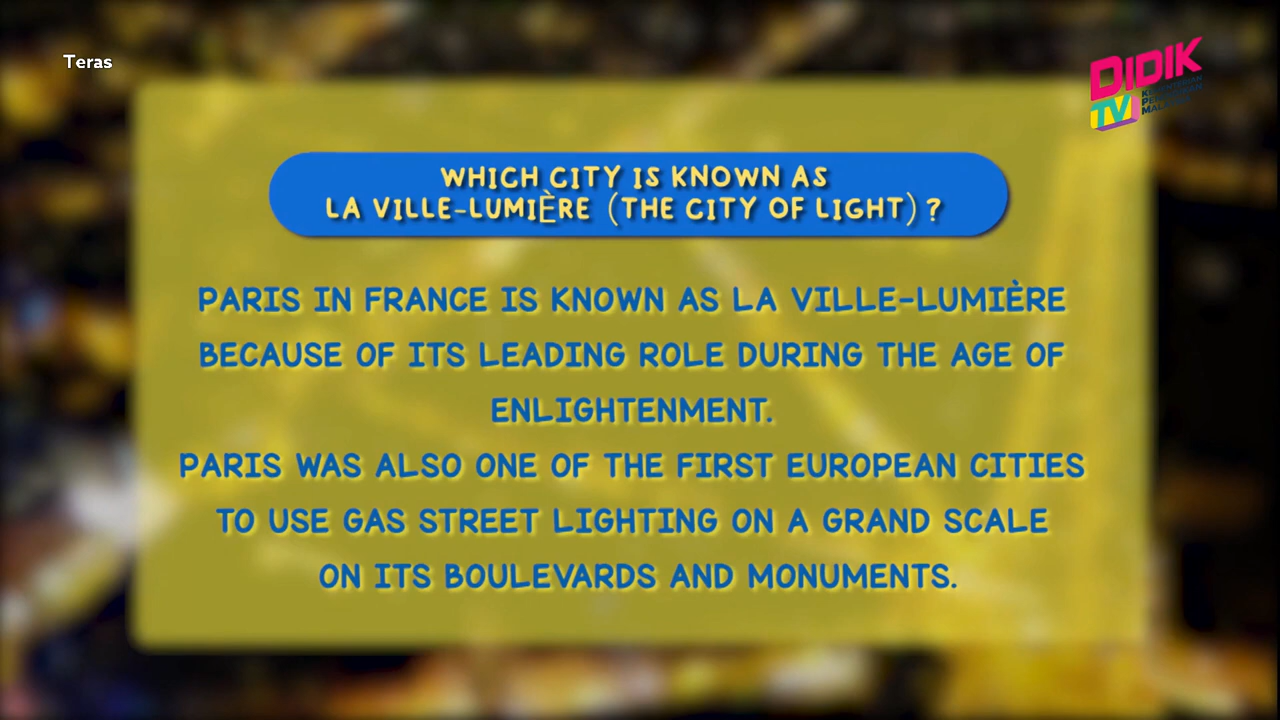 Teras
DIDIK
TV
WHICH CITY IS KNOWN AS
LA VILLE-LUMIÈRE (THE CITY OF LIGHT) ?
PARIS IN FRANCE IS KNOWN AS LA VILLE-LUMIÈRE
BECAUSE OF ITS LEADING ROLE DURING THE AGE OF
ENLIGHTENMENT.
PARIS WAS ALSO ONE OF THE FIRST EUROPEAN CITIES
TO USE GAS STREET LIGHTING ON A GRAND SCALE
ON ITS BOULEVARDS AND MONUMENTS.